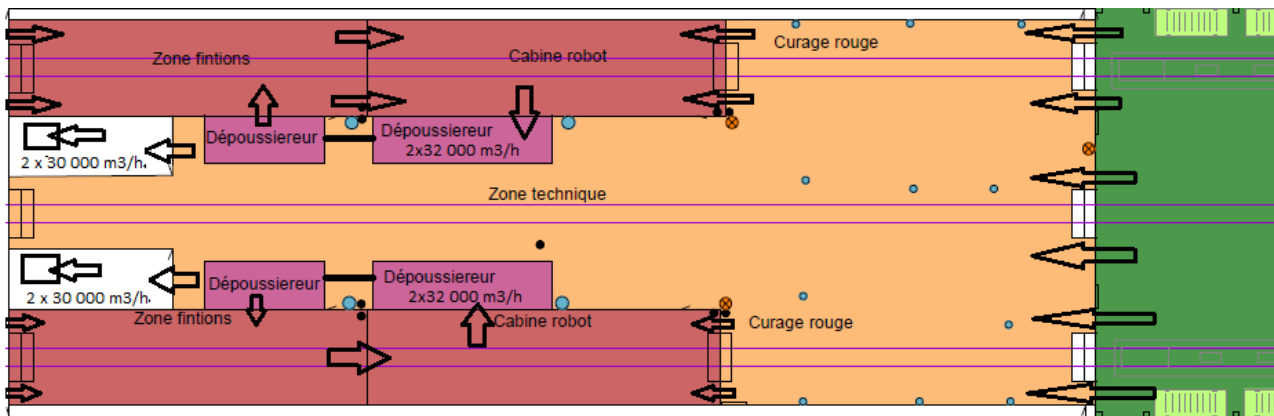 Zone fintions
Cabine robot
Curage rouge
Dépoussiereur
Dépoussiereur
2x32 000 m3/h
2 x 30 000 m3/h.
Zone technique
Dépoussiereur
Dépoussiereur
2x32 000 m3/h
2 x 30 000 m3/h.
Zone fintions
Cabine robot
Curage rouge